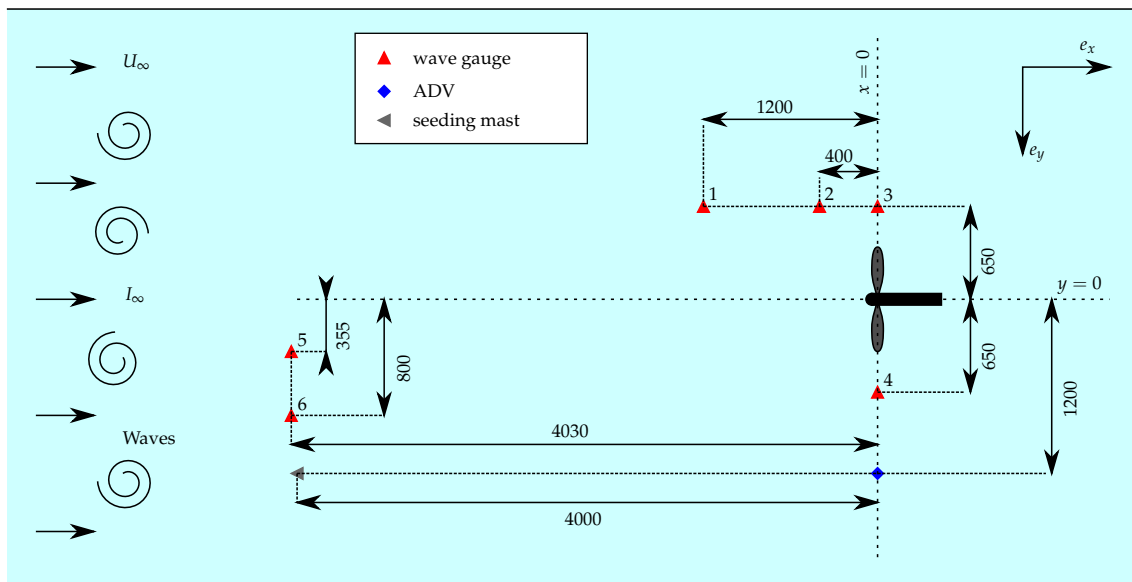 U∞
wave gauge
ADV
seeding mast
x = 0
e_x
e_y
1200
400
1
2
3
650
I∞
y = 0
355
5
800
650
4
6
1200
Waves
4030
4000